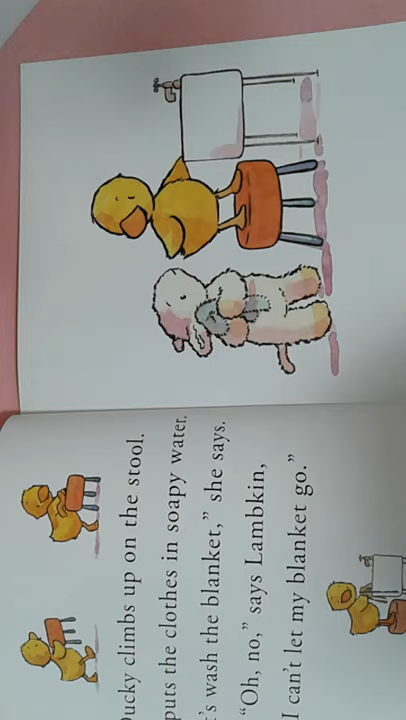 Ducky climbs up on the stool.
puts the clothes in soapy water.
wash the blanket,” she says.
“Oh, no,” says Lambkin,
I can’t let my blanket go.”